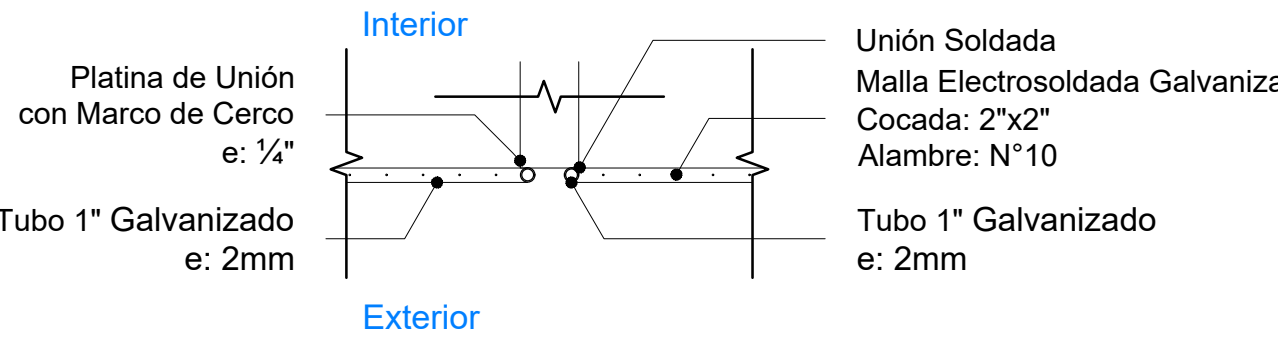 Interior
Platina de Unión
con Marco de Cerco
e: ¼"
Tubo 1" Galvanizado
e: 2mm
Unión Soldada
Malla Electrosoldada Galvaniza
Cocada: 2"x2"
Alambre: N°10
Tubo 1" Galvanizado
e: 2mm
Exterior